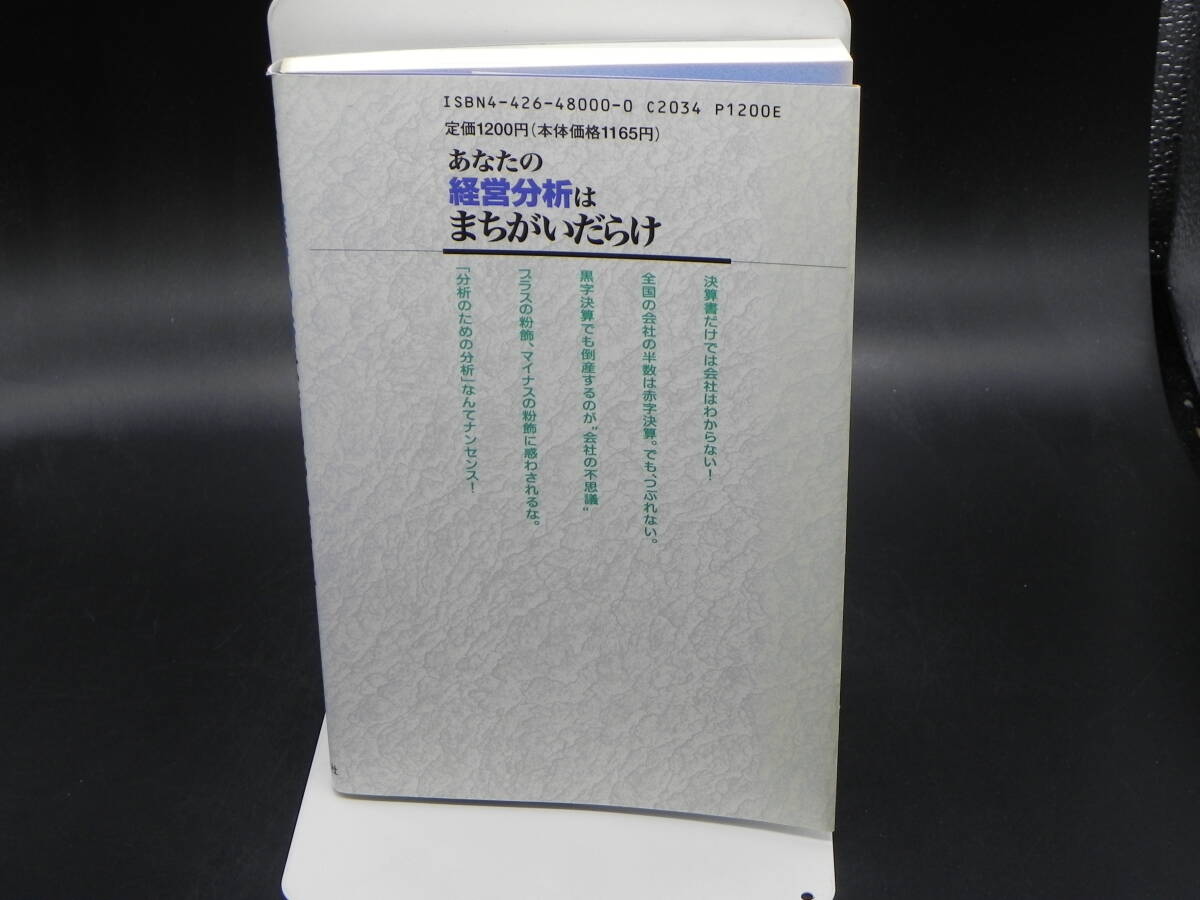 ISBN4-426-48000-0 C2034 P1200E
定価1200円(本体価格1165円)
あなたの
経営分析は
まちがいだらけ
決算書だけでは会社はわからない!
全国の会社の半数は赤字決算。でも、つぶれない。
黒字決算でも倒産するのが〝会社の不思議〟
プラスの粉飾、マイナスの粉飾に惑わされるな。
「分析のための分析」なんてナンセンス!
社